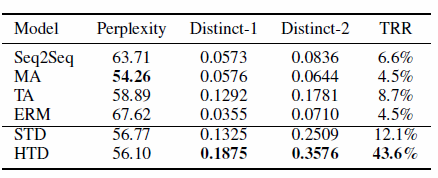 Model Perplexity Distinct-1 Distinct-2 TRR
Seq2Seq 63.71 0.0573 0.0836 6.6%
MA 54.26 0.0576 0.0644 4.5%
TA 58.89 0.1292 0.1781 8.7%
ERM 67.62 0.0355 0.0710 4.5%
STD 56.77 0.1325 0.2509 12.1%
HTD 56.10 0.1875 0.3576 43.6%